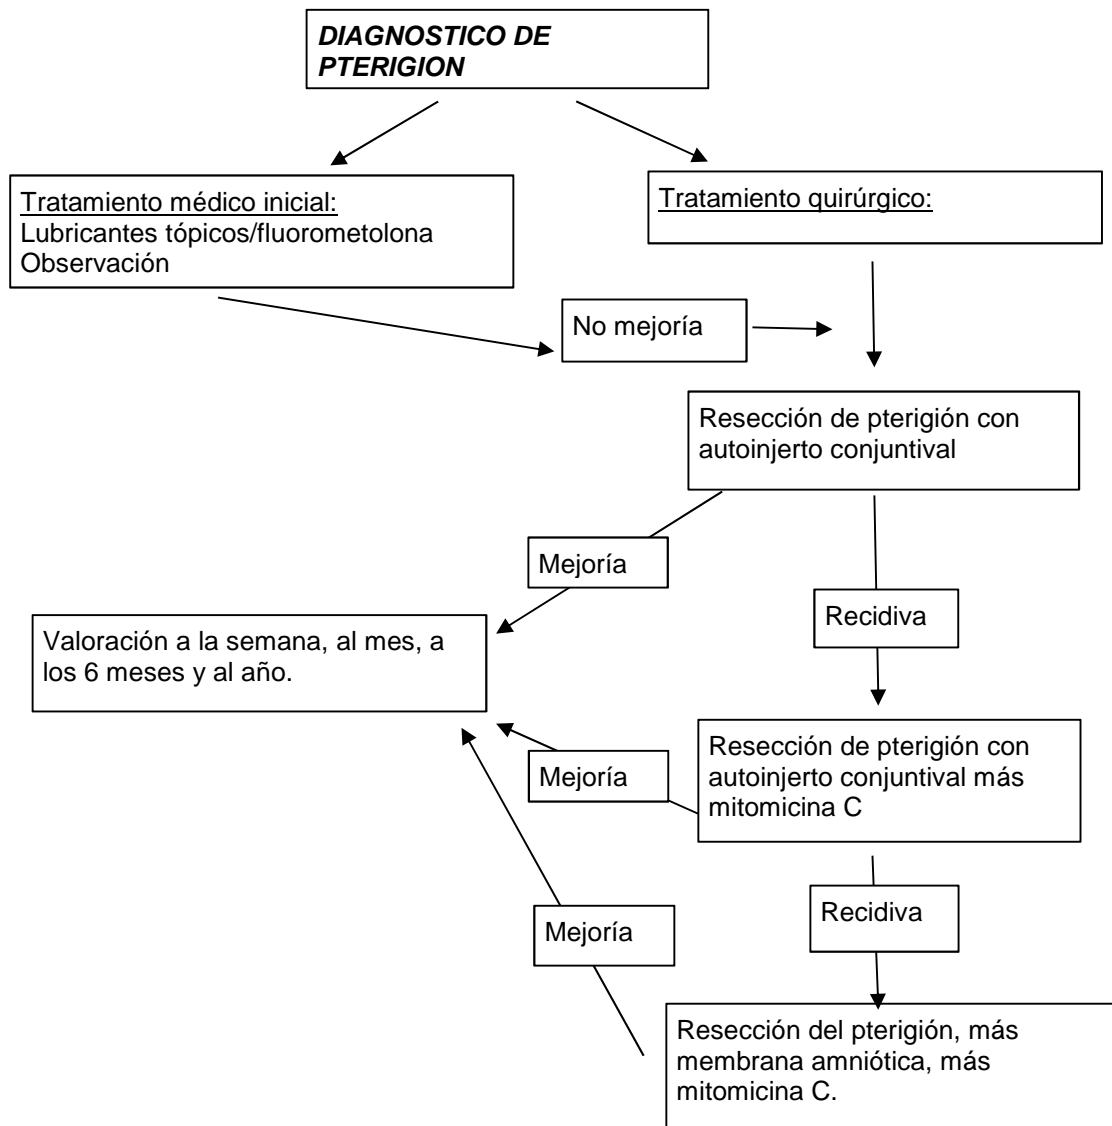 DIAGNOSTICO DE
PTERIGION
Tratamiento médico inicial:
Lubricantes tópicos/fluorometolona
Observación
Tratamiento quirúrgico:
No mejoría
Resección de pterigión con
autoinjerto conjuntival
Mejoría
Recidiva
Valoración a la semana, al mes, a
los 6 meses y al año.
Resección de pterigión con
autoinjerto conjuntival más
mitomicina C
Mejoría
Recidiva
Mejoría
Resección del pterigión, más
membrana amniótica, más
mitomicina C.